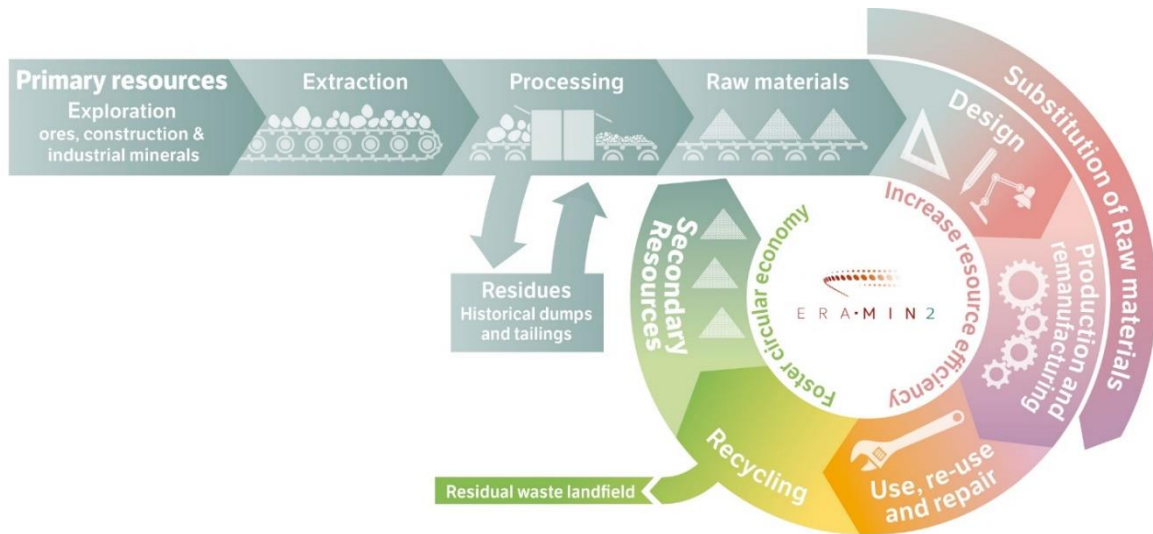 Primary resources
Exploration
ores, construction &
industrial minerals
Extraction
Processing
Raw materials
Design
Substitution of Raw materials
Production and
remanufacturing
Use, re-use
and repair
Recycling
Residual waste landfield
Secondary
Resources
Residues
Historical dumps
and tailings
Foster circular economy
Increase resource efficiency
ERA·MIN2